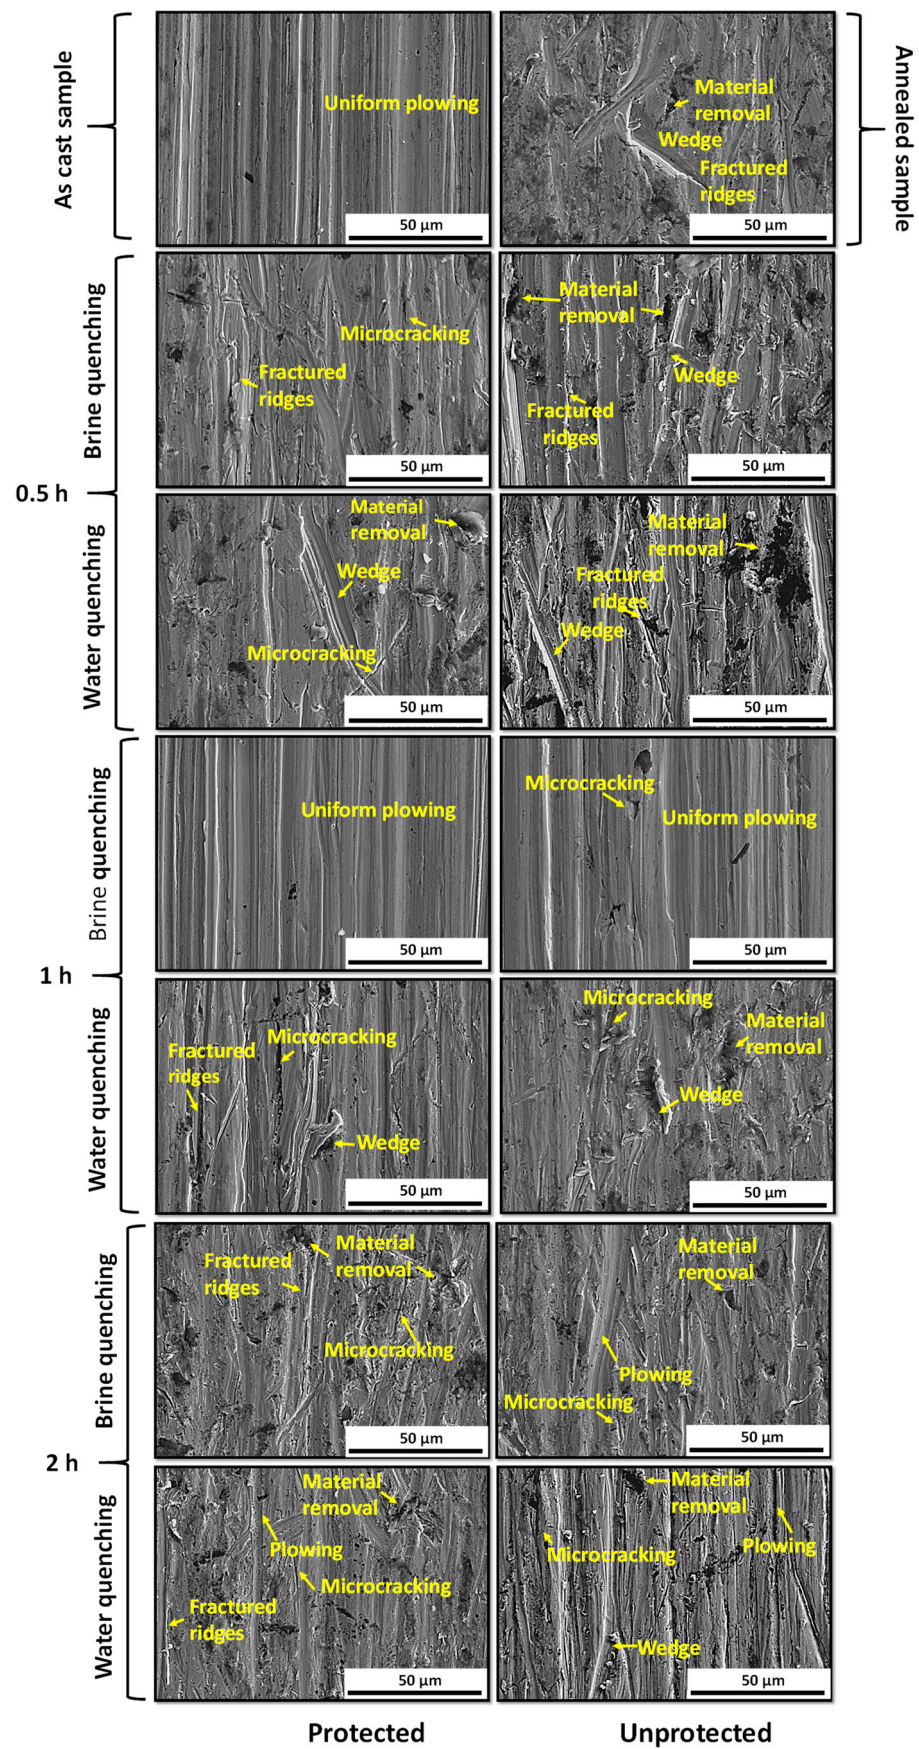 As cast sample
Uniform plowing
50 µm
Material
removal
Wedge
Fractured
ridges
50 µm
Annealed sample
0.5 h
Brine quenching
Microcracking
Fractured
ridges
50 µm
Material
removal
Wedge
Fractured
ridges
50 µm
Water quenching
Material
removal
Wedge
Microcracking
50 µm
Material
removal
Fractured
ridges
Wedge
50 µm
1 h
Brine quenching
Uniform plowing
50 µm
Microcracking
Uniform plowing
50 µm
Water quenching
Microcracking
Fractured
ridges
Wedge
50 µm
Microcracking
Material
removal
Wedge
50 µm
2 h
Brine quenching
Material
removal
Fractured
ridges
Microcracking
50 µm
Material
removal
Plowing
Microcracking
50 µm
Water quenching
Material
removal
Plowing
Microcracking
Fractured
ridges
50 µm
Material
removal
Plowing
Microcracking
Wedge
50 µm
Protected
Unprotected